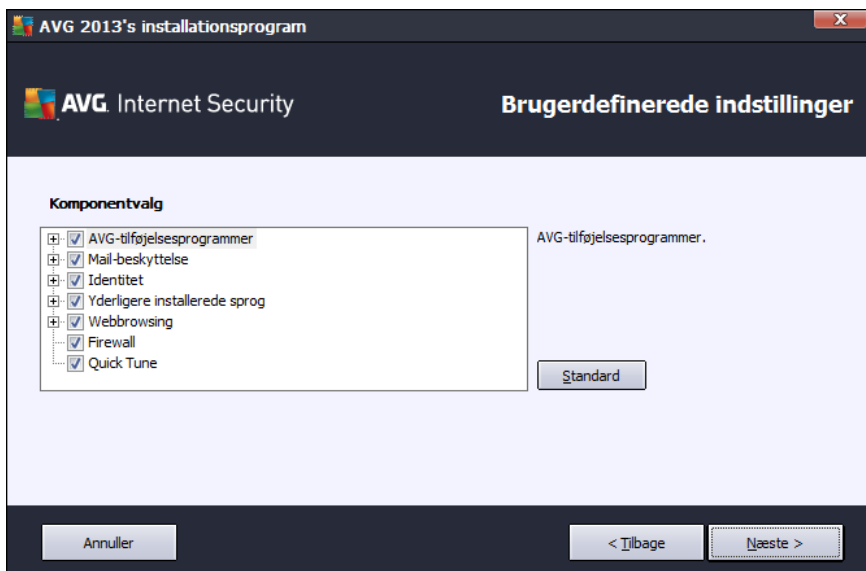 AVG 2013's installationsprogram
AVG. Internet Security
Brugerdefinerede indstillinger
Komponentvalg
AVG-tilføjelsesprogrammer
Mail-beskyttelse
Identitet
Yderligere installerede sprog
Webbrowsing
Firewall
Quick Tune
AVG-tilføjelsesprogrammer.
Standard
Annuller
< Tilbage
Næste >